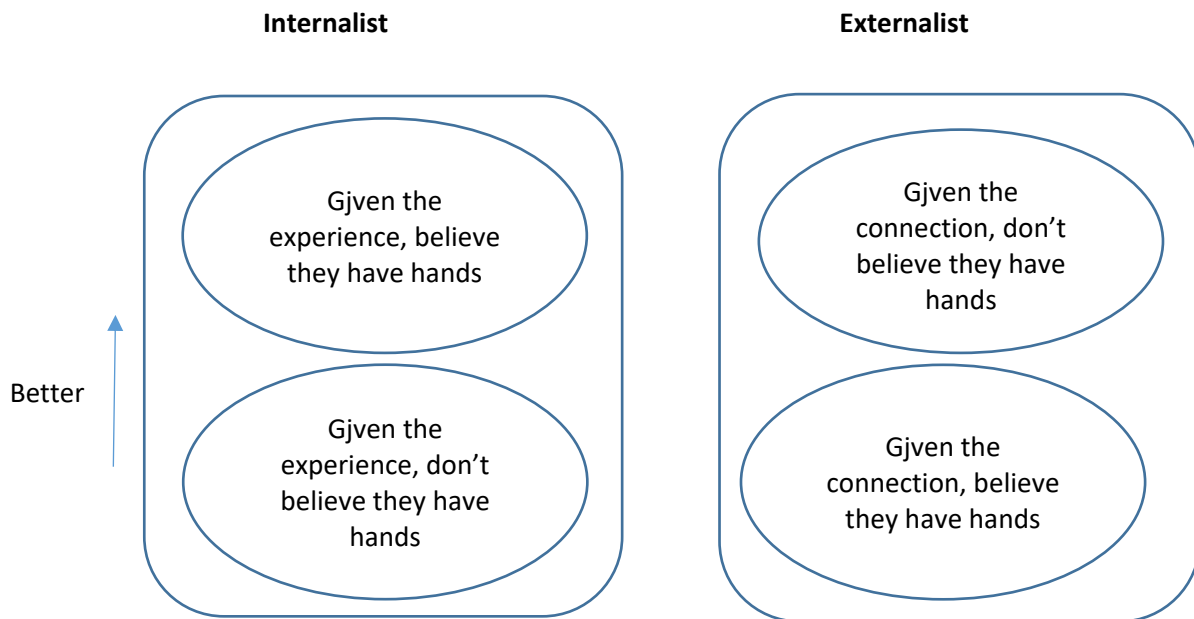 Internalist
Externalist
Gjven the
experience, believe
they have hands
Gjven the
connection, don’t
believe they have
hands
Better
Gjven the
experience, don’t
believe they have
hands
Gjven the
connection, believe
they have hands